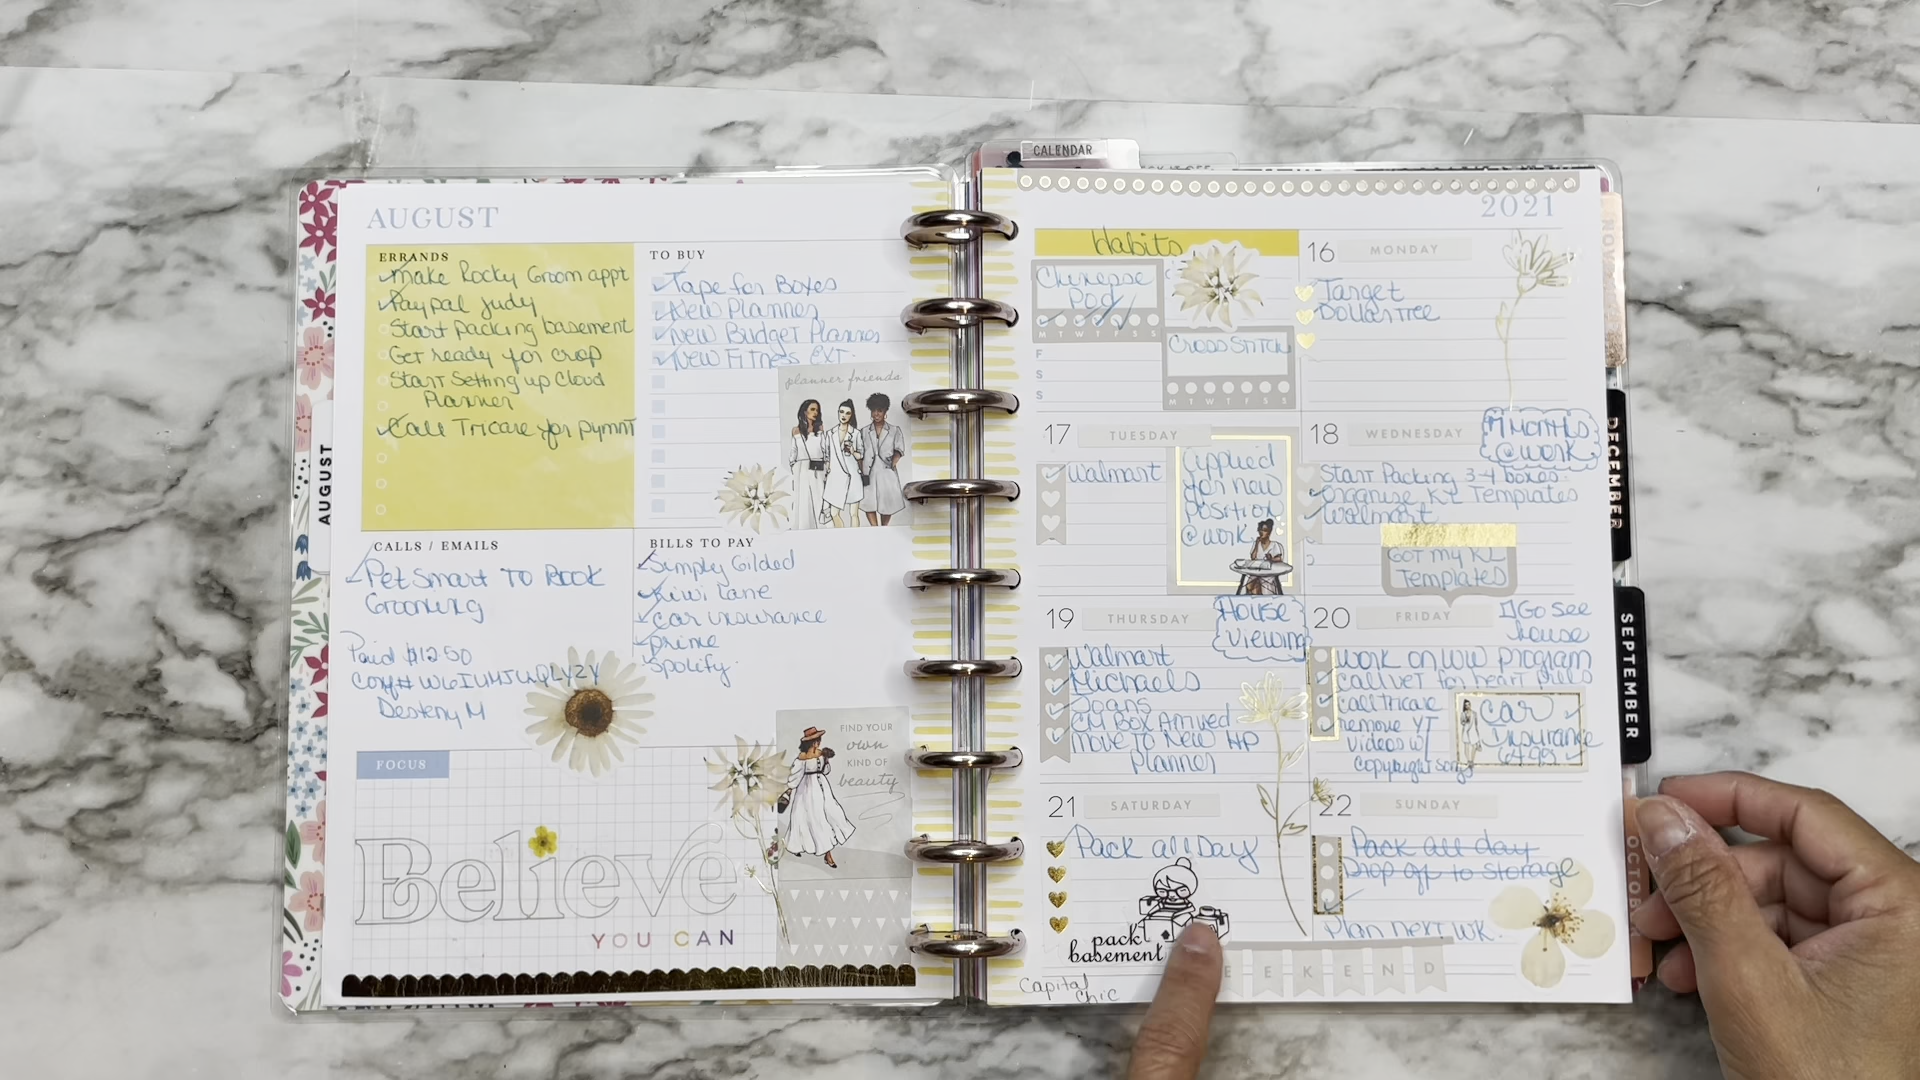 CALENDAR
AUGUST
ERRANDS
Make Rocky Groom appt
Paypal Judy
Start packing basement
Get ready for crop
Start Setting up Cloud
Planner
Call Tricare for pymnt
TO BUY
Tape for Boxes
New Planner
New Budget Planner
New Fitness EXT.
planner friends
CALLS / EMAILS
PetSmart TO BOOK
Grooming
Paid $12.50
Desteny M
BILLS TO PAY
Simply Gilded
Kiwi Lane
Car insurance
Prime
Spotify
FOCUS
Believe
YOU CAN
FIND YOUR
own
KIND OF
beauty
AUGUST
2021
Habits
Chinese
Pod
M T W T F S S
F
S
S
CROSS STITCH
M T W T F S S
16 MONDAY
Target
Dollar Tree
17 TUESDAY
Walmart
applied
for new
position
@work
18 WEDNESDAY
MONTHS
@work
Start Packing 3-4 boxes.
Organize KL Templates
Walmart
Got my KL
Templates
19 THURSDAY
House
Viewing
Walmart
Michaels
Joans
EM Box Arrived
Move to New HP
Planner
20 FRIDAY
Go see
house
Work on WW program
call vet for heart pills
call Tricare
remove YT
videos w/
copyright songs
Car
Insurance
64.99
21 SATURDAY
Pack all Day
pack
basement
Capital
Chic
22 SUNDAY
Pack all day
Drop off to storage
Plan next wk.
EEKEND
NOV
DECEMBER
SEPTEMBER
OCTOB